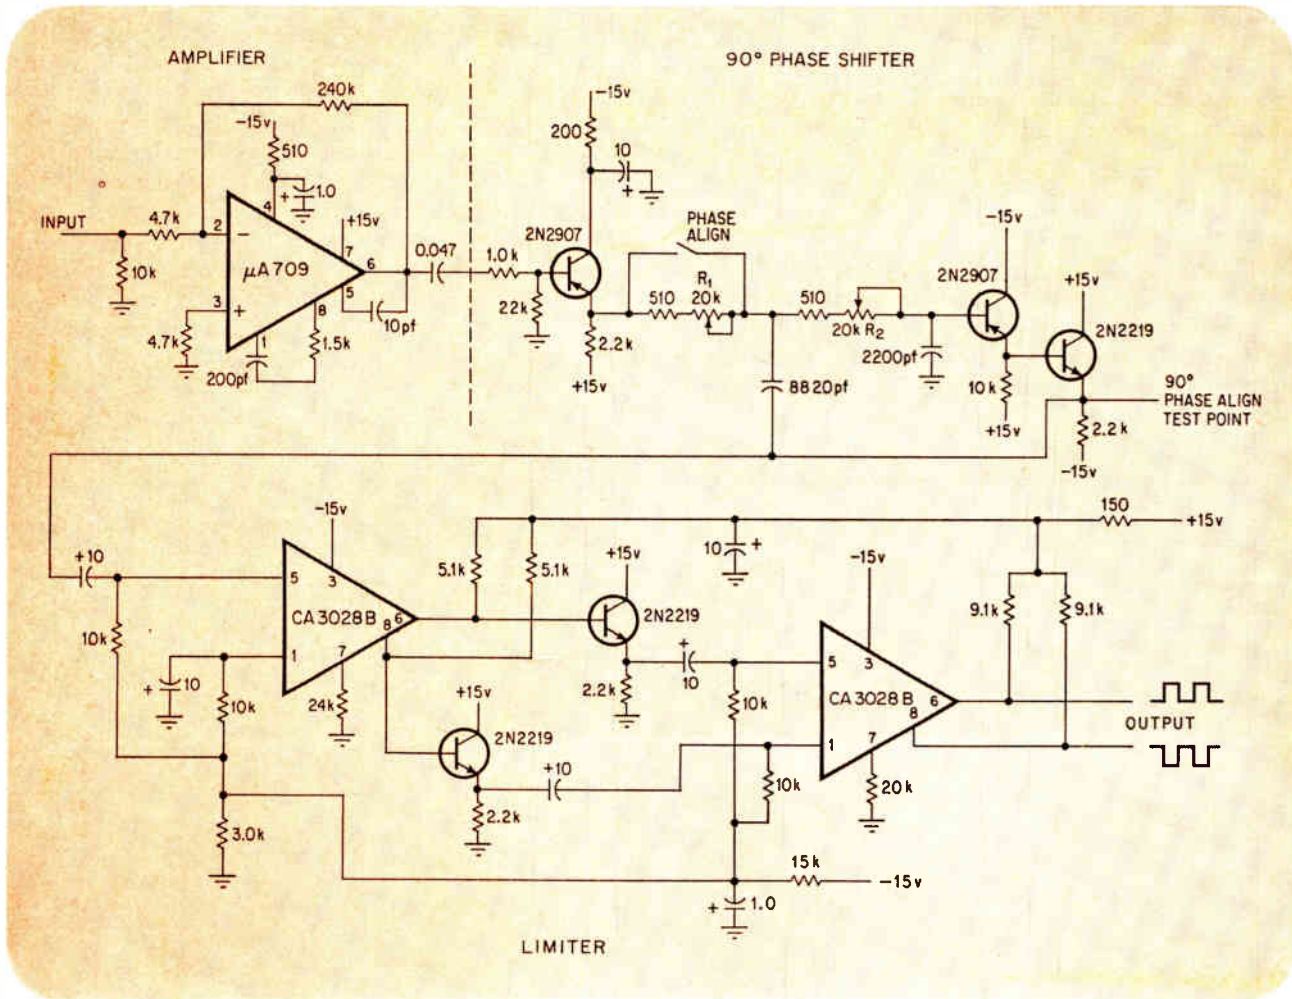 AMPLIFIER
90° PHASE SHIFTER
240k
-15v
510
+ 1.0
4
INPUT
4.7k
2 -
+15v
7
10k
μA709
6
0.047
3 +
5
10pf
8
4.7k
1
1.5k
200pf
-15v
200
10
+
2N2907
1.0k
22k
2.2k
+15v
PHASE
ALIGN
R1
510 20k
8820pf
510
20k R2
2200pf
-15v
2N2907
+15v
2N2219
10k
+15v
90°
PHASE ALIGN
TEST POINT
2.2k
-15v
-15v
150
+15v
+10
5
3
5.1k
5.1k
10 +
+15v
CA3028B
8 6
2N2219
10k
1
7
+ 10
10k
24k
+15v
2N2219
2.2k
+
10
10k
+10
2.2k
3.0k
-15v
9.1k
9.1k
5
3
CA3028B
6
8
1
7
10k
20k
OUTPUT
15k
-15v
+ 1.0
LIMITER